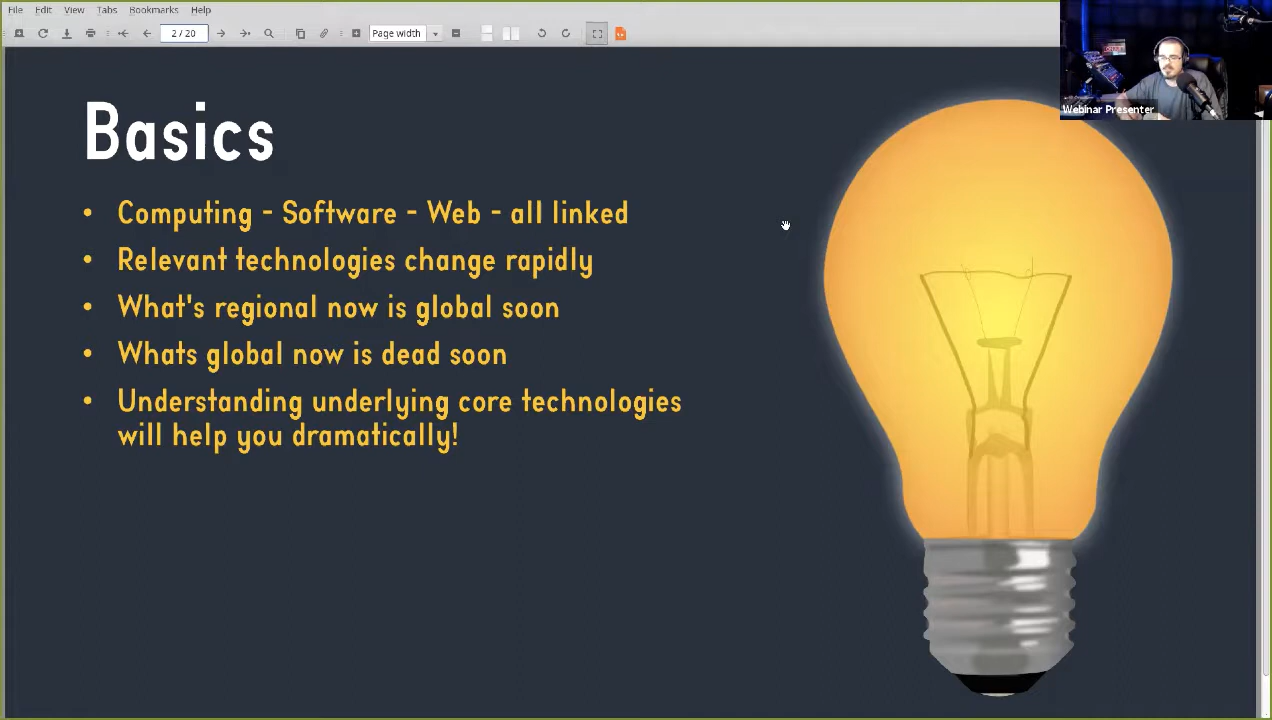 File Edit View Tabs Bookmarks Help
2 / 20 Page width
Webinar Presenter
Basics
• Computing - Software - Web - all linked
• Relevant technologies change rapidly
• What's regional now is global soon
• Whats global now is dead soon
• Understanding underlying core technologies
will help you dramatically!